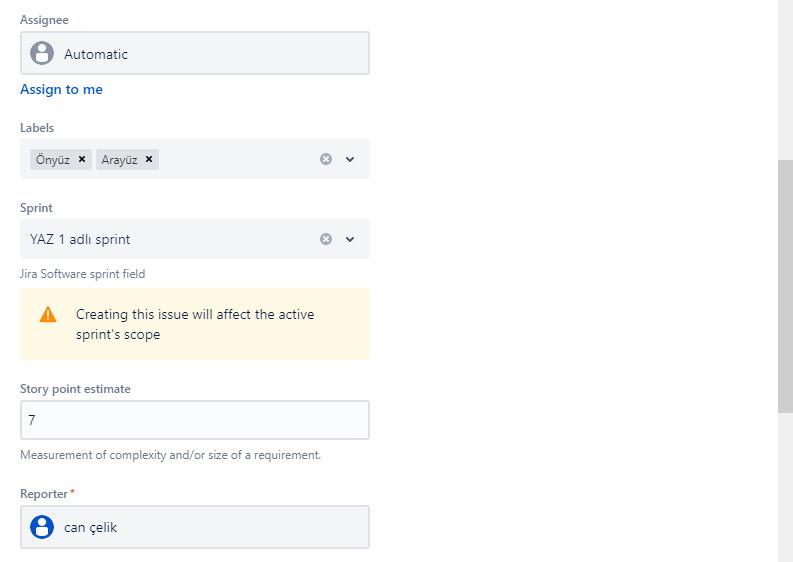 Assignee
Automatic
Assign to me
Labels
Önyüz × Arayüz ×
Sprint
YAZ 1 adlı sprint
Jira Software sprint field
Creating this issue will affect the active
sprint's scope
Story point estimate
7
Measurement of complexity and/or size of a requirement.
Reporter*
can çelik